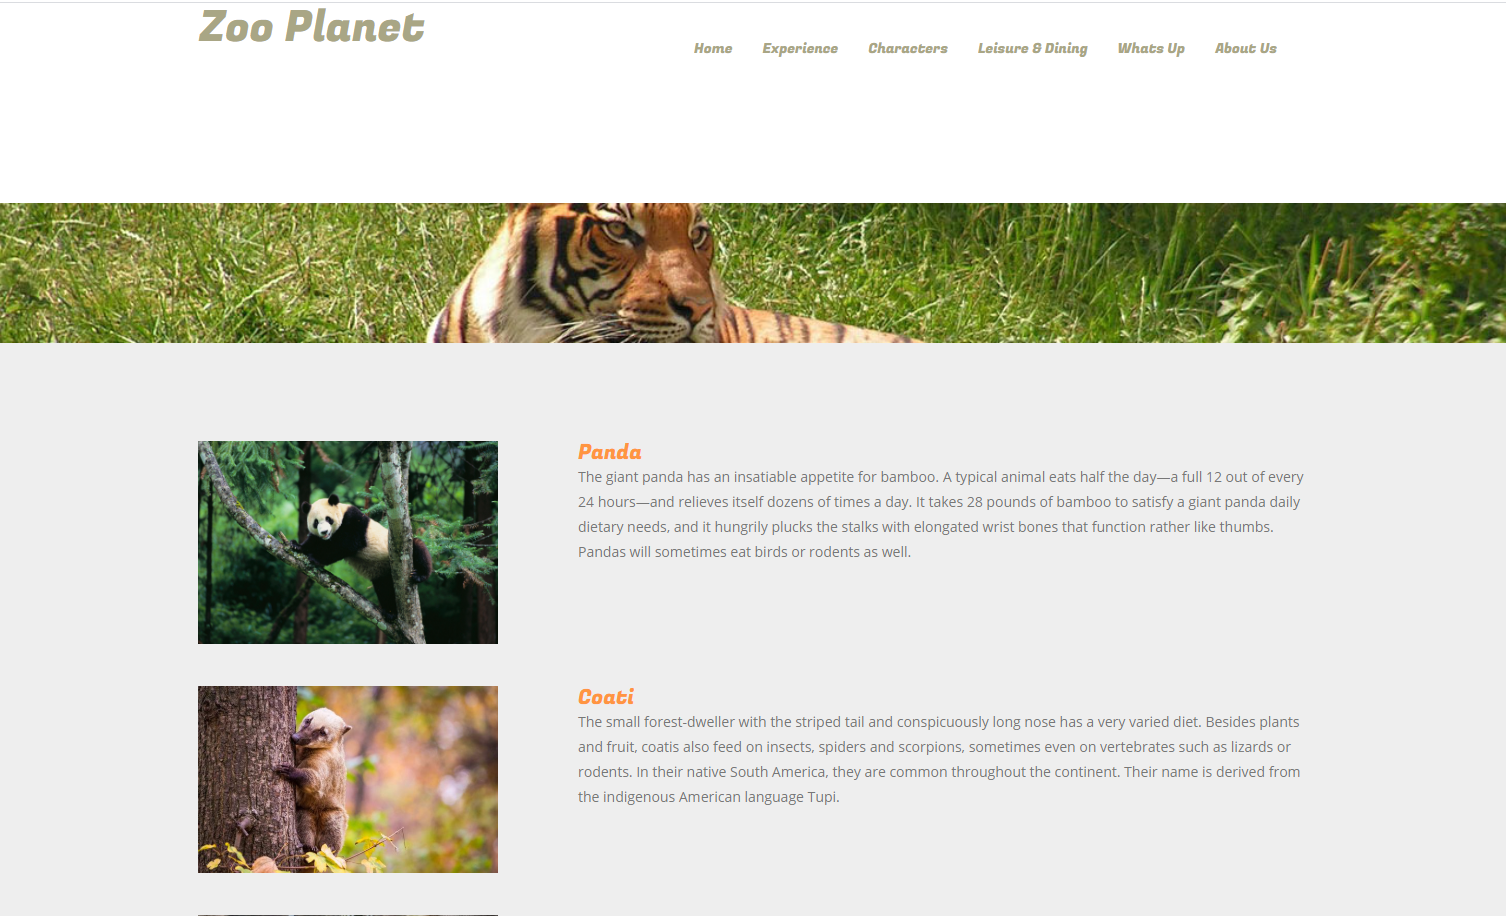 Zoo Planet
Home Experience Characters Leisure & Dining Whats Up About Us
Panda
The giant panda has an insatiable appetite for bamboo. A typical animal eats half the day—a full 12 out of every
24 hours—and relieves itself dozens of times a day. It takes 28 pounds of bamboo to satisfy a giant panda daily
dietary needs, and it hungrily plucks the stalks with elongated wrist bones that function rather like thumbs.
Pandas will sometimes eat birds or rodents as well.
Coati
The small forest-dweller with the striped tail and conspicuously long nose has a very varied diet. Besides plants
and fruit, coatis also feed on insects, spiders and scorpions, sometimes even on vertebrates such as lizards or
rodents. In their native South America, they are common throughout the continent. Their name is derived from
the indigenous American language Tupi.